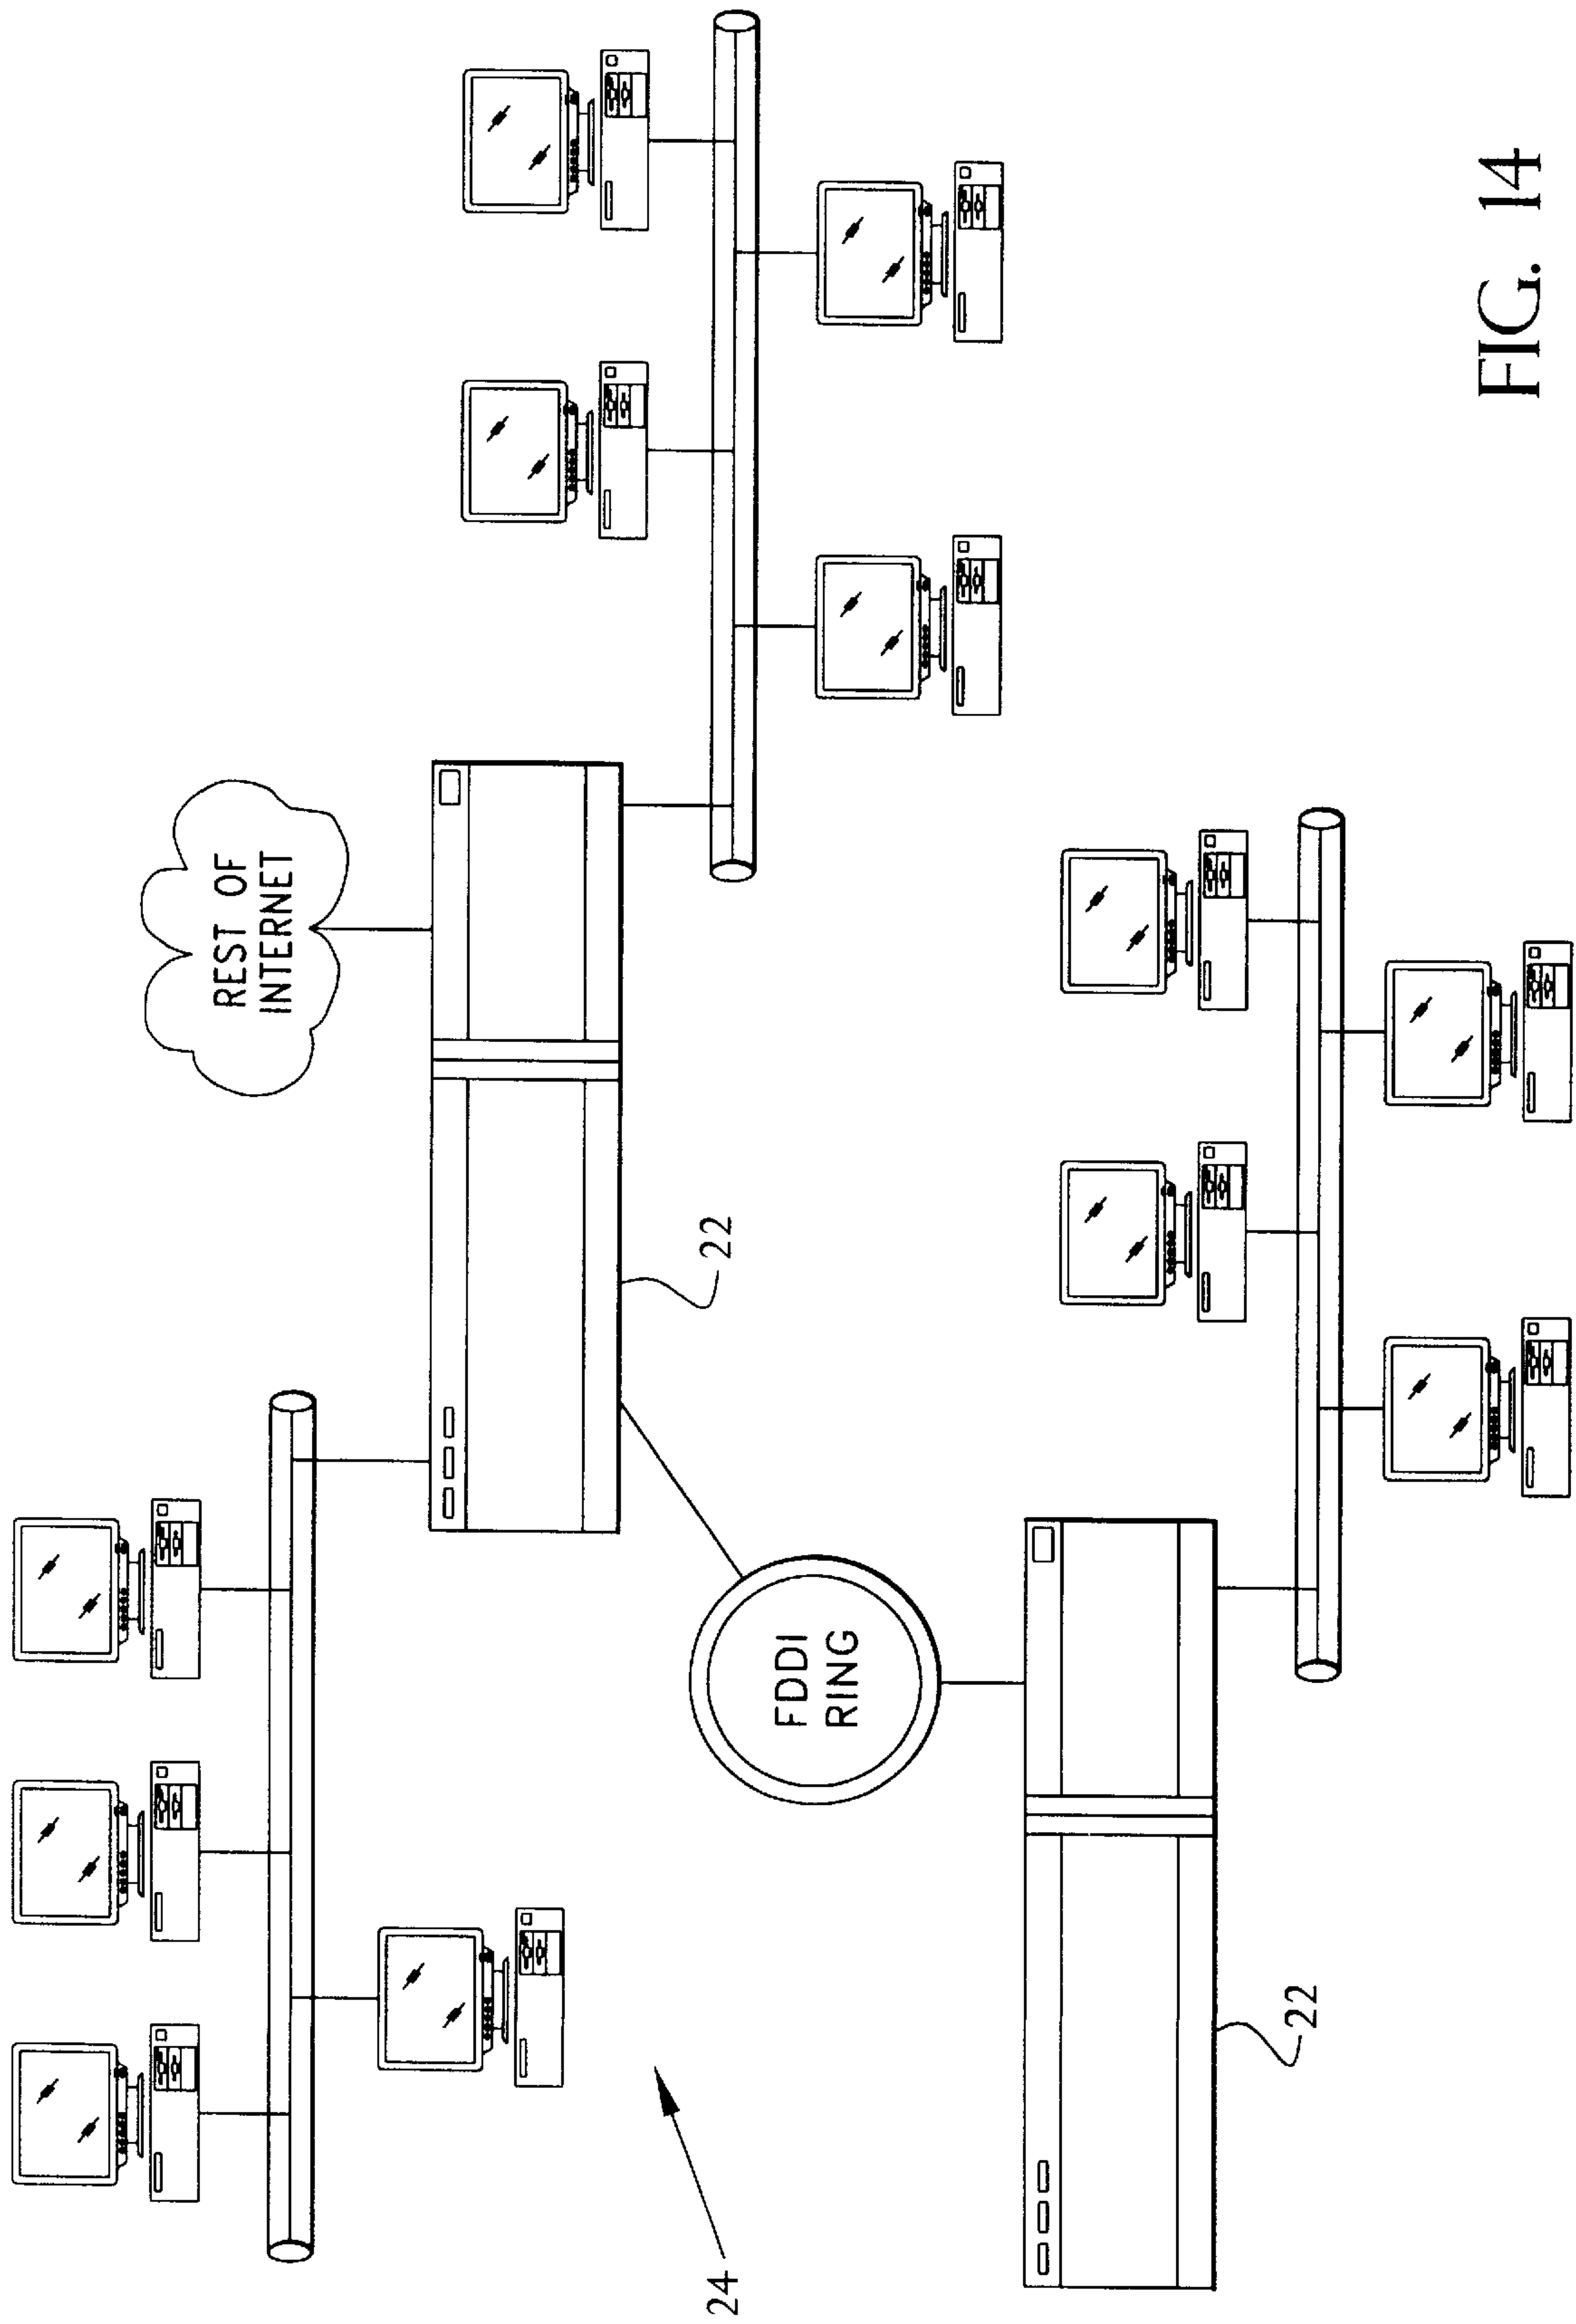 REST OF
INTERNET
22
FDDI
RING
22
24
FIG. 14